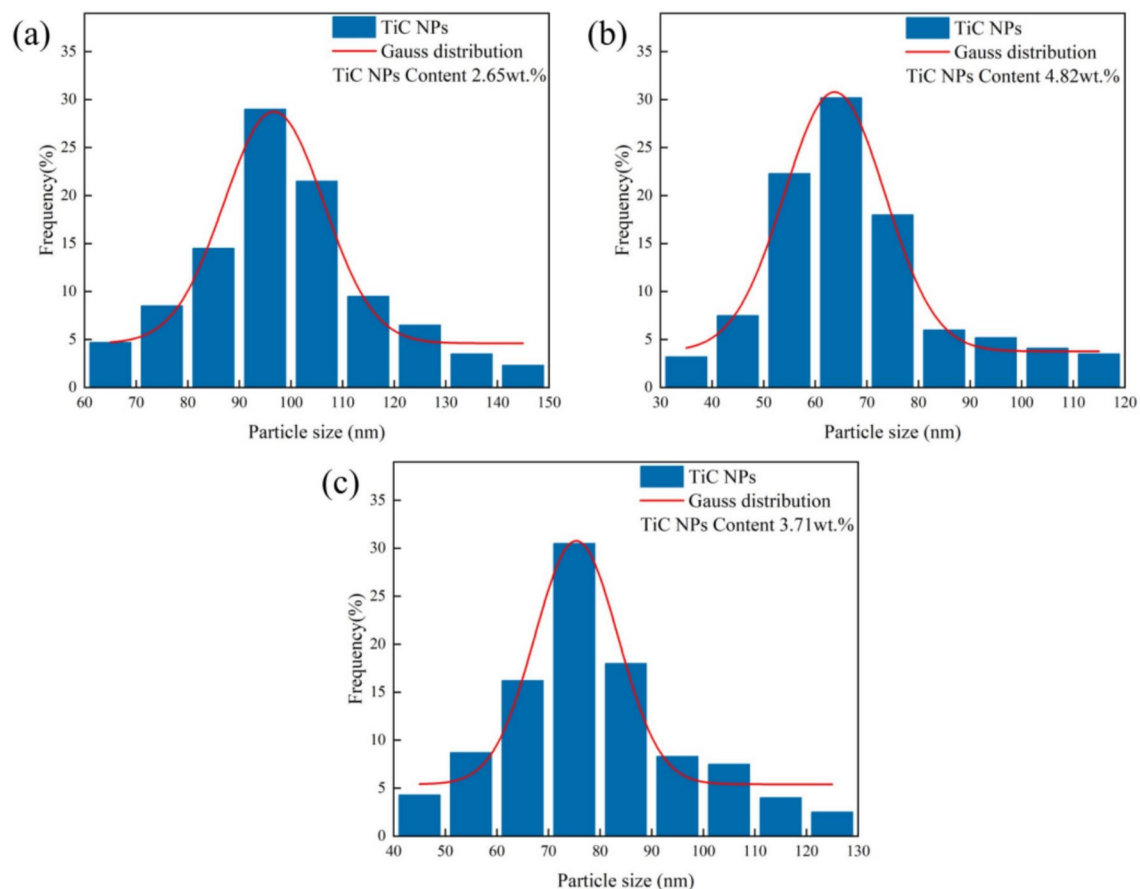 (a)
TiC NPs
Gauss distribution
TiC NPs Content 2.65wt.%
Frequency(%)
35
30
25
20
15
10
5
0
60 70 80 90 100 110 120 130 140 150
Particle size (nm)
(b)
TiC NPs
Gauss distribution
TiC NPs Content 4.82wt.%
Frequency(%)
35
30
25
20
15
10
5
0
30 40 50 60 70 80 90 100 110 120
Particle size (nm)
(c)
TiC NPs
Gauss distribution
TiC NPs Content 3.71wt.%
Frequency(%)
35
30
25
20
15
10
5
0
40 50 60 70 80 90 100 110 120 130
Particle size (nm)